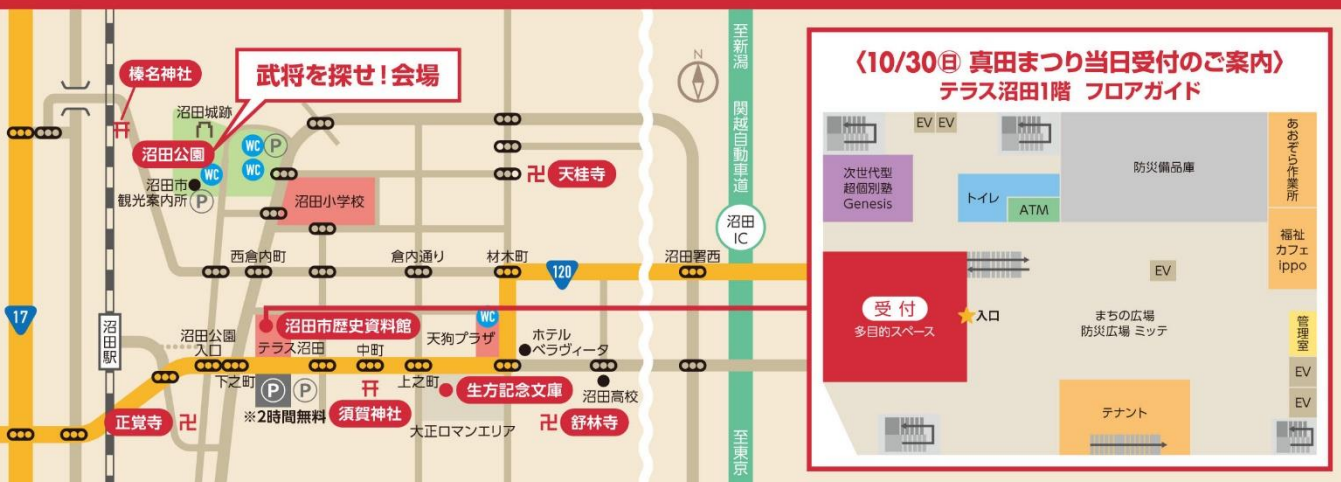 榛名神社
武将を探せ！会場
沼田城跡
WC
P
沼田公園
WC
WC
沼田市
観光案内所
P
沼田小学校
卍 天桂寺
N
至新潟
関越自動車道
沼田
IC
至東京
西倉内町
倉内通り
材木町
沼田署西
120
17
沼田駅
沼田公園
入口
沼田市歴史資料館
テラス沼田
中町
天狗プラザ
WC
ホテル
ベラヴィータ
下之町
上之町
P
P
※2時間無料
須賀神社
生方記念文庫
沼田高校
正覚寺 卍
大正ロマンエリア
卍 舒林寺
〈10/30㊐ 真田まつり当日受付のご案内〉
テラス沼田1階 フロアガイド
EV EV
次世代型
超個別塾
Genesis
トイレ
ATM
防災備品庫
あおぞら作業所
福祉
カフェ
ippo
EV
受付
多目的スペース
入口
まちの広場
防災広場 ミッテ
管理室
EV
EV
テナント